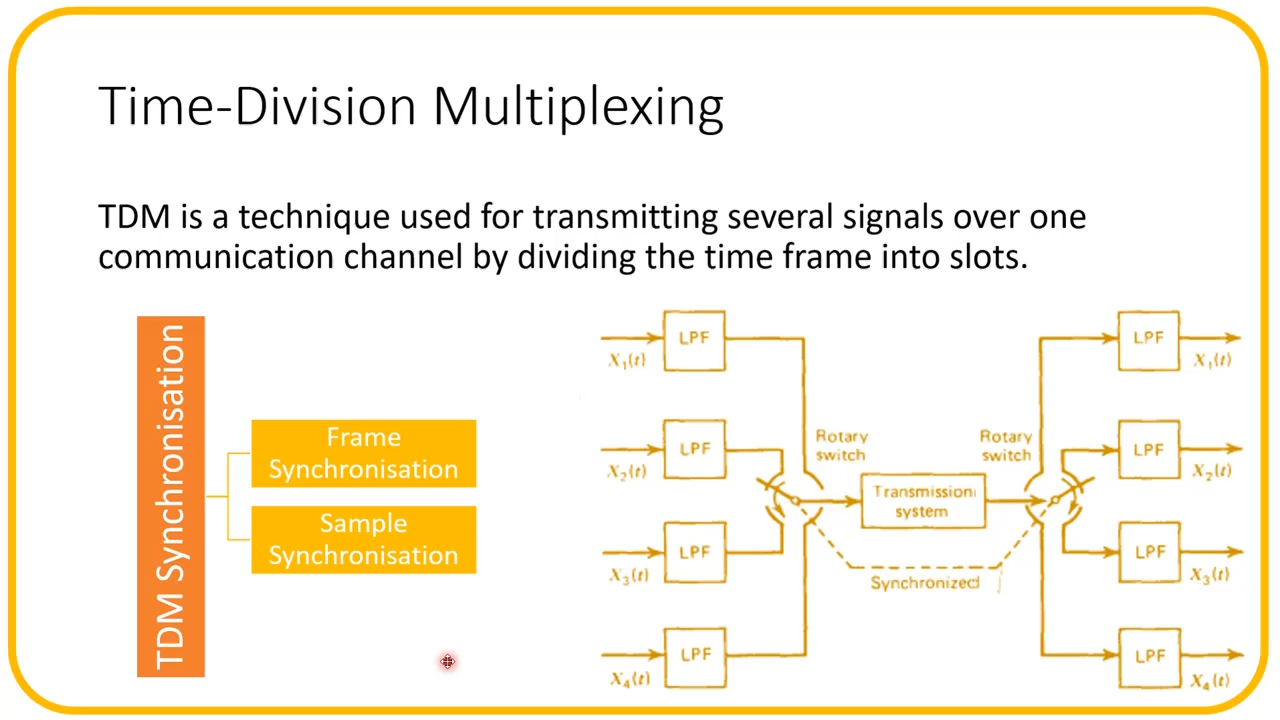 Time-Division Multiplexing
TDM is a technique used for transmitting several signals over one
communication channel by dividing the time frame into slots.
TDM Synchronisation
Frame
Synchronisation
Sample
Synchronisation
LPF
X₁(t)
LPF
X₂(t)
LPF
X₃(t)
LPF
X₄(t)
Rotary
switch
Transmission
system
Synchronized
Rotary
switch
LPF
X₁(t)
LPF
X₂(t)
LPF
X₃(t)
LPF
X₄(t)